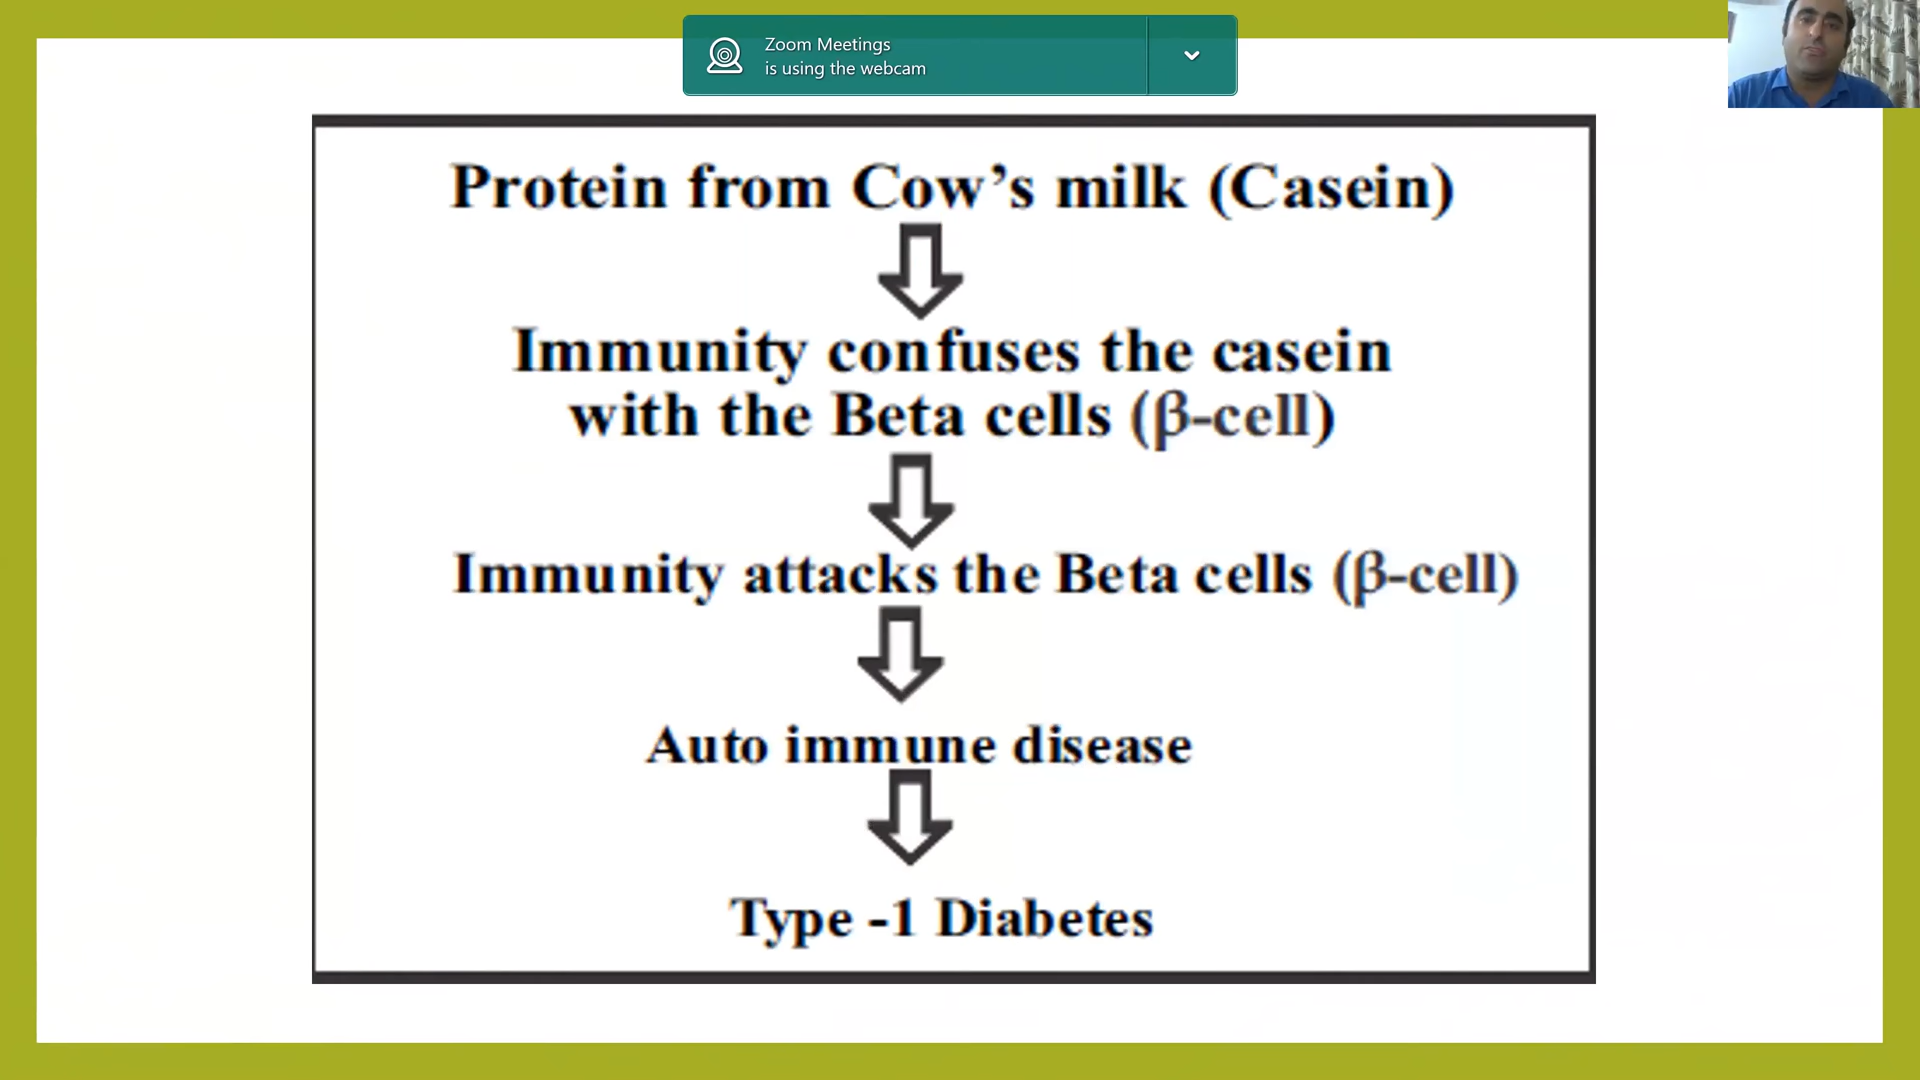 Zoom Meetings
is using the webcam
Protein from Cow’s milk (Casein)
Immunity confuses the casein
with the Beta cells (β-cell)
Immunity attacks the Beta cells (β-cell)
Auto immune disease
Type -1 Diabetes